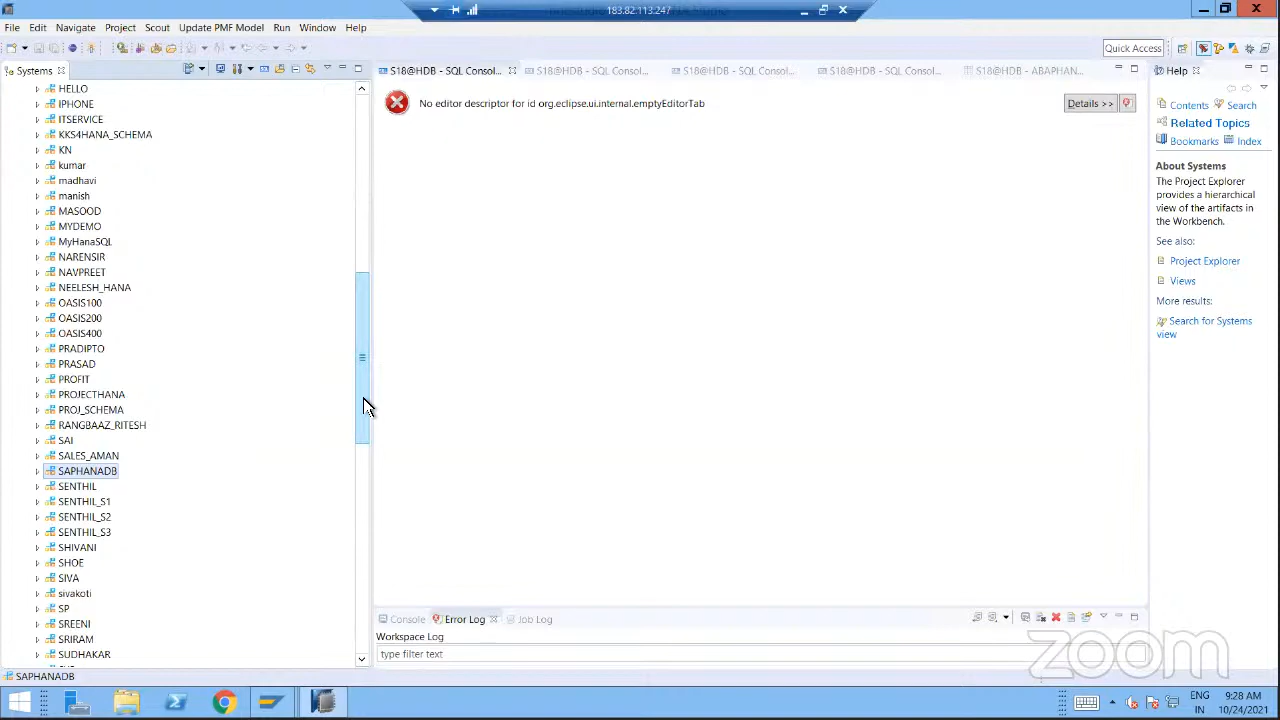 183.82.113.247
File Edit Navigate Project Scout Update PMF Model Run Window Help
Quick Access
Systems
HELLO
IPHONE
ITSERVICE
KKS4HANA_SCHEMA
KN
kumar
madhavi
manish
MASOOD
MYDEMO
MyHanaSQL
NARENSIR
NAVPREET
NEELESH_HANA
OASIS100
OASIS200
OASIS400
PRADIPTO
PRASAD
PROFIT
PROJECTHANA
PROJ_SCHEMA
RANGBAAZ_RITESH
SAI
SALES_AMAN
SAPHANADB
SENTHIL
SENTHIL_S1
SENTHIL_S2
SENTHIL_S3
SHIVANI
SHOE
SIVA
sivakoti
SP
SREENI
SRIRAM
SUDHAKAR
SAPHANADB
S18@HDB - SQL Consol... S18@HDB - SQL Consol... S18@HDB - SQL Consol... S18@HDB - SQL Consol... S18@HDB - ABAPHAN...
No editor descriptor for id org.eclipse.ui.internal.emptyEditorTab
Details >>
Console Error Log Job Log
Workspace Log
type filter text
Help
Contents Search
Related Topics
Bookmarks Index
About Systems
The Project Explorer
provides a hierarchical
view of the artifacts in
the Workbench.
See also:
Project Explorer
Views
More results:
Search for Systems
view
zoom
ENG
IN
9:28 AM
10/24/2021